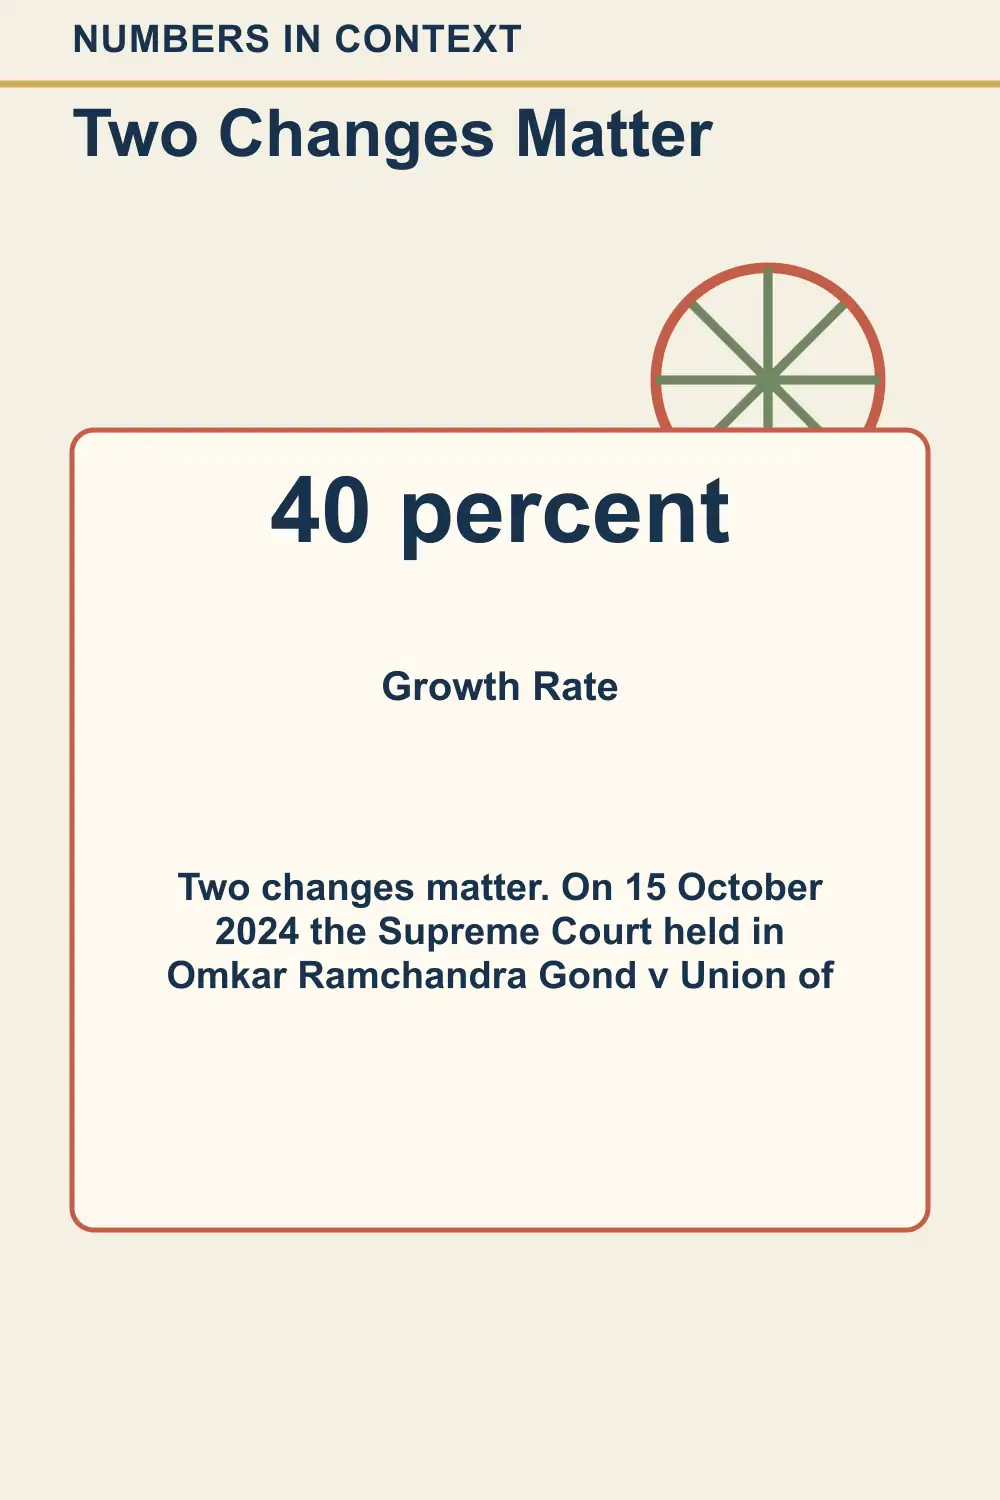 NUMBERS IN CONTEXT
Two Changes Matter
40 percent
Growth Rate
Two changes matter. On 15 October
2024 the Supreme Court held in
Omkar Ramchandra Gond v Union of